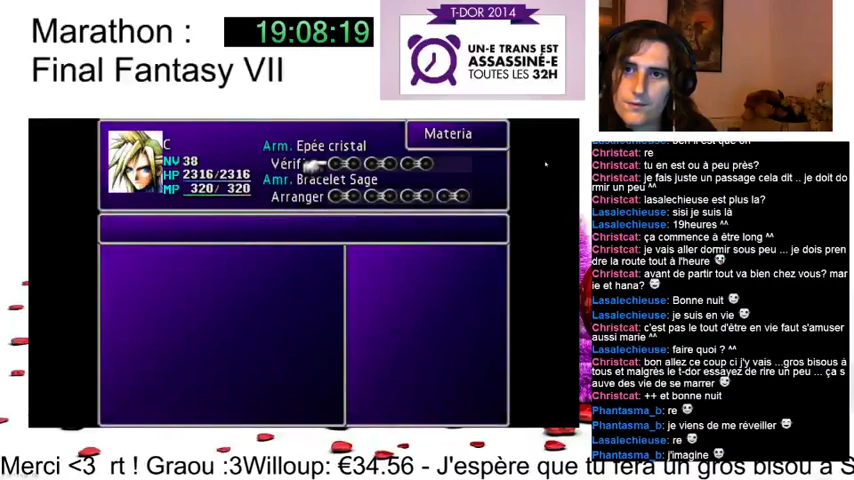 Marathon :
Final Fantasy VII
19:08:19
T-DOR 2014
UN-E TRANS EST
ASSASSINÉ-E
TOUTES LES 32H
C
NV 38
HP 2316/2316
MP 320/ 320
Arm. Epée cristal
Amr. Bracelet Sage
Arranger
Materia
Christcat: re
Christcat: tu en est ou à peu près?
Christcat: je fais juste un passage cela dit .. je doit do
rmir un peu ^^
Christcat: lasalechieuse est plus la?
Lasalechieuse: sisi je suis là
Lasalechieuse: 19heures ^^
Christcat: ça commence à être long ^^
Christcat: je vais aller dormir sous peu ... je dois pren
dre la route tout à l'heure
Christcat: avant de partir tout va bien chez vous? mar
ie et hana?
Lasalechieuse: Bonne nuit
Lasalechieuse: je suis en vie
Christcat: c'est pas le tout d'être en vie faut s'amuser
aussi marie ^^
Lasalechieuse: faire quoi ? ^^
Christcat: bon allez ce coup ci j'y vais ...gros bisous à
tous et malgrès le t-dor essayez de rire un peu ... ça s
auve des vie de se marrer
Christcat: ++ et bonne nuit
Phantasma_b: re
Phantasma_b: je viens de me réveiller
Lasalechieuse: re
Phantasma_b: j'imagine
Merci <3 rt ! Graou :3Willoup: €34.56 - J'espère que tu fera un gros bisou à S